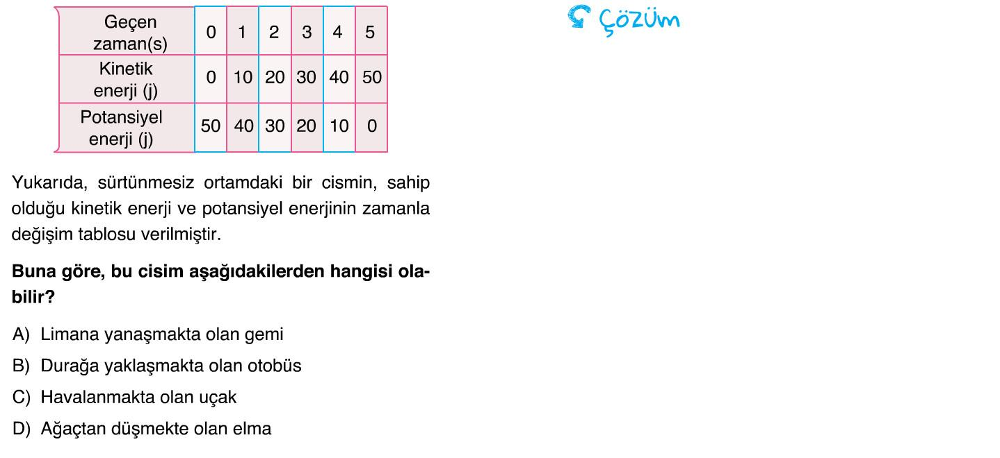 Geçen
zaman(s) 0 1 2 3 4 5
Kinetik
enerji (j) 0 10 20 30 40 50
Potansiyel
enerji (j) 50 40 30 20 10 0
Yukarıda, sürtünmesiz ortamdaki bir cismin, sahip
olduğu kinetik enerji ve potansiyel enerjinin zamanla
değişim tablosu verilmiştir.
Buna göre, bu cisim aşağıdakilerden hangisi ola-
bilir?
A) Limana yanaşmakta olan gemi
B) Durağa yaklaşmakta olan otobüs
C) Havalanmakta olan uçak
D) Ağaçtan düşmekte olan elma
Çözüm